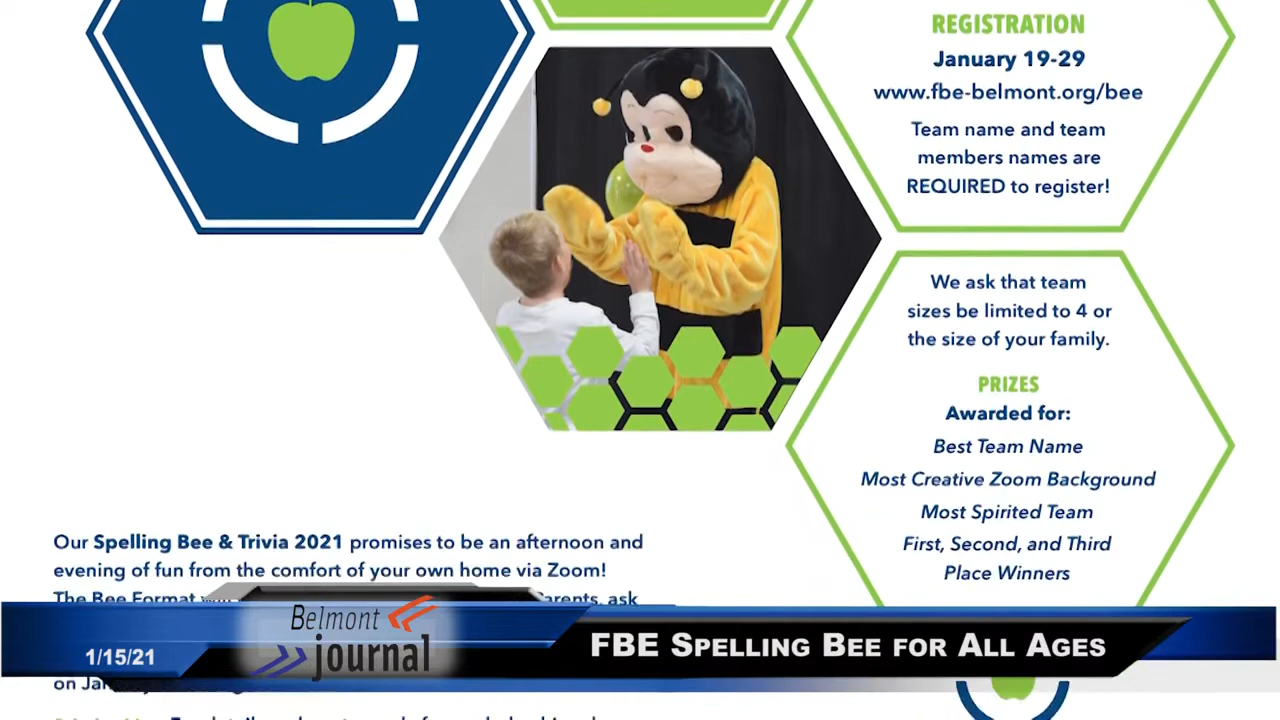 REGISTRATION
January 19-29
www.fbe-belmont.org/bee
Team name and team
members names are
REQUIRED to register!
We ask that team
sizes be limited to 4 or
the size of your family.
PRIZES
Awarded for:
Best Team Name
Most Creative Zoom Background
Most Spirited Team
First, Second, and Third
Place Winners
Our Spelling Bee & Trivia 2021 promises to be an afternoon and
evening of fun from the comfort of your own home via Zoom!
The Bee Format Parents, ask
on
1/15/21
Belmont
journal
FBE SPELLING BEE FOR ALL AGES